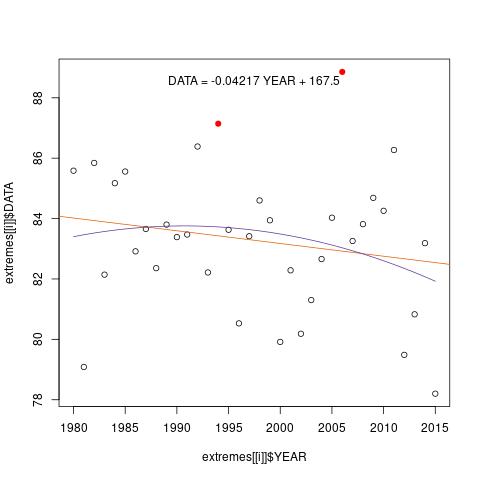 DATA = -0.04217 YEAR + 167.5
88
86
84
82
80
78
extremes[[i]]$DATA
1980 1985 1990 1995 2000 2005 2010 2015
extremes[[i]]$YEAR